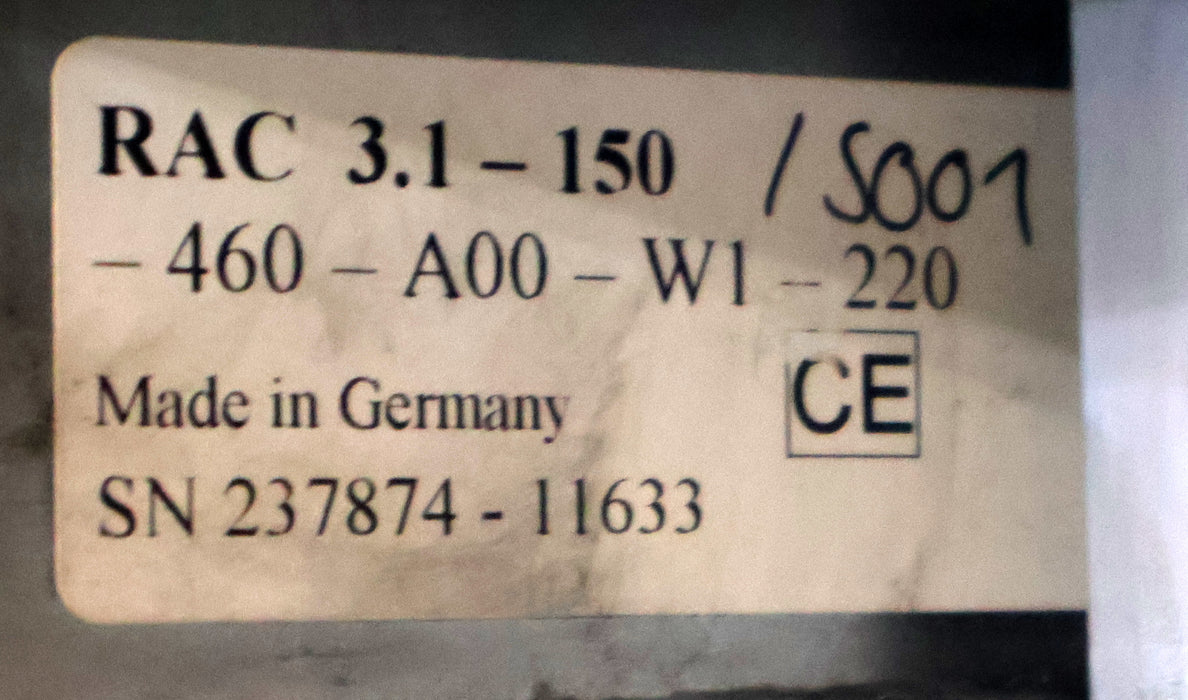 RAC 3.1 – 150 / S001
– 460 – A00 – W1 – 220
CE
Made in Germany
SN 237874 - 11633